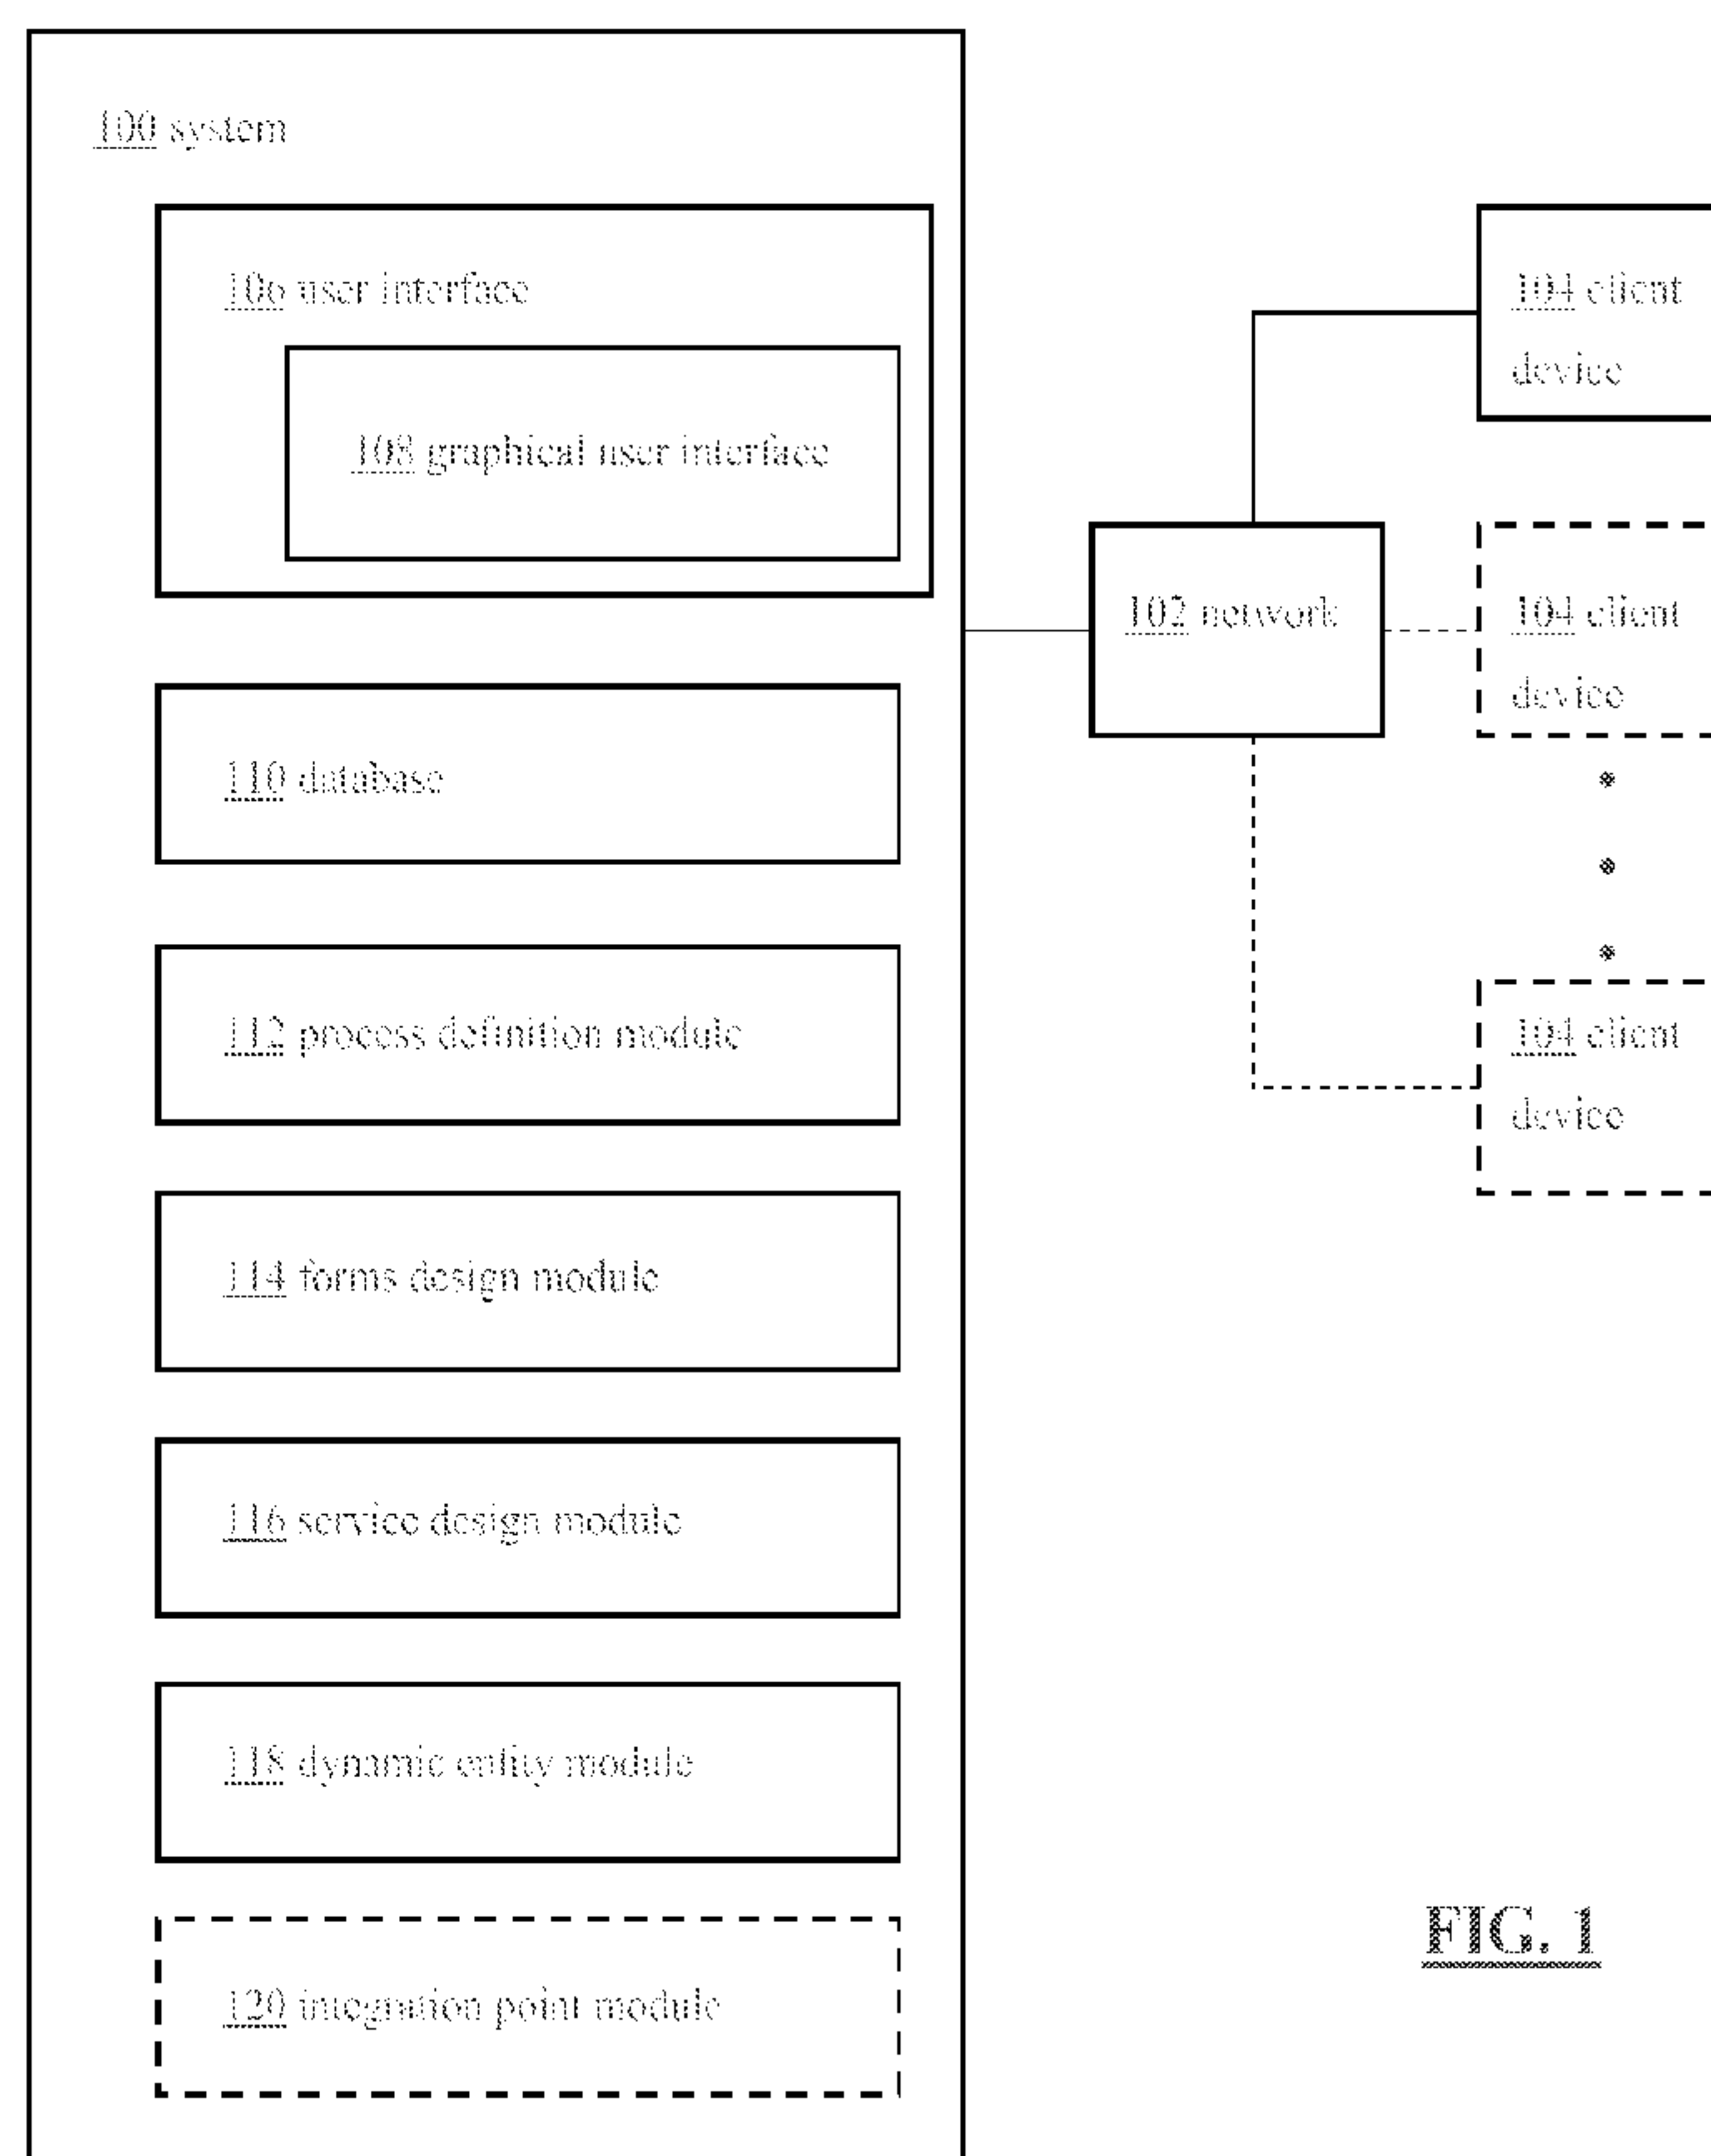 100 system
106 user interface
108 graphical user interface
110 database
112 process definition module
114 forms design module
116 service design module
118 dynamic entity module
120 integration point module
102 network
104 client
device
104 client
device
104 client
device
FIG. 1